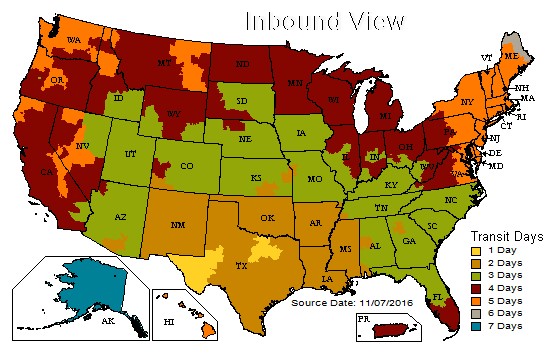 Inbound View
WA
OR
ID
MT
ND
MN
WI
MI
VT
ME
NH
MA
RI
CT
NY
NJ
DE
MD
PA
OH
IN
IL
IA
SD
WY
NE
NV
UT
CO
KS
MO
KY
WV
VA
NC
TN
SC
CA
AZ
NM
OK
AR
TX
LA
MS
AL
GA
FL
AK
HI
PR
Source Date: 11/07/2016
Transit Days
1 Day
2 Days
3 Days
4 Days
5 Days
6 Days
7 Days